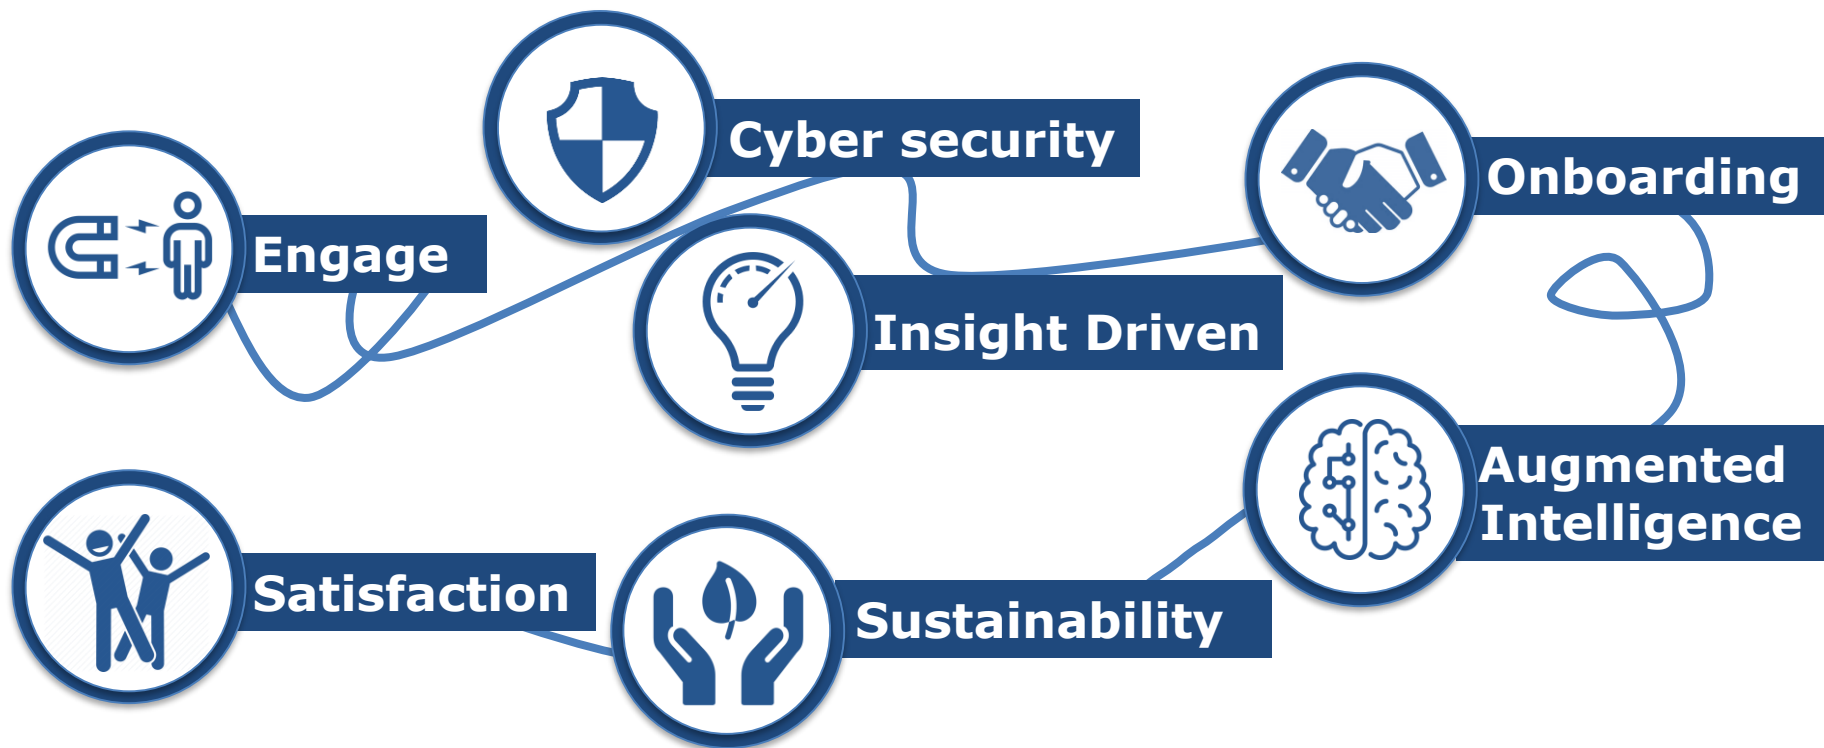 Engage
Cyber security
Insight Driven
Onboarding
Augmented
Intelligence
Sustainability
Satisfaction